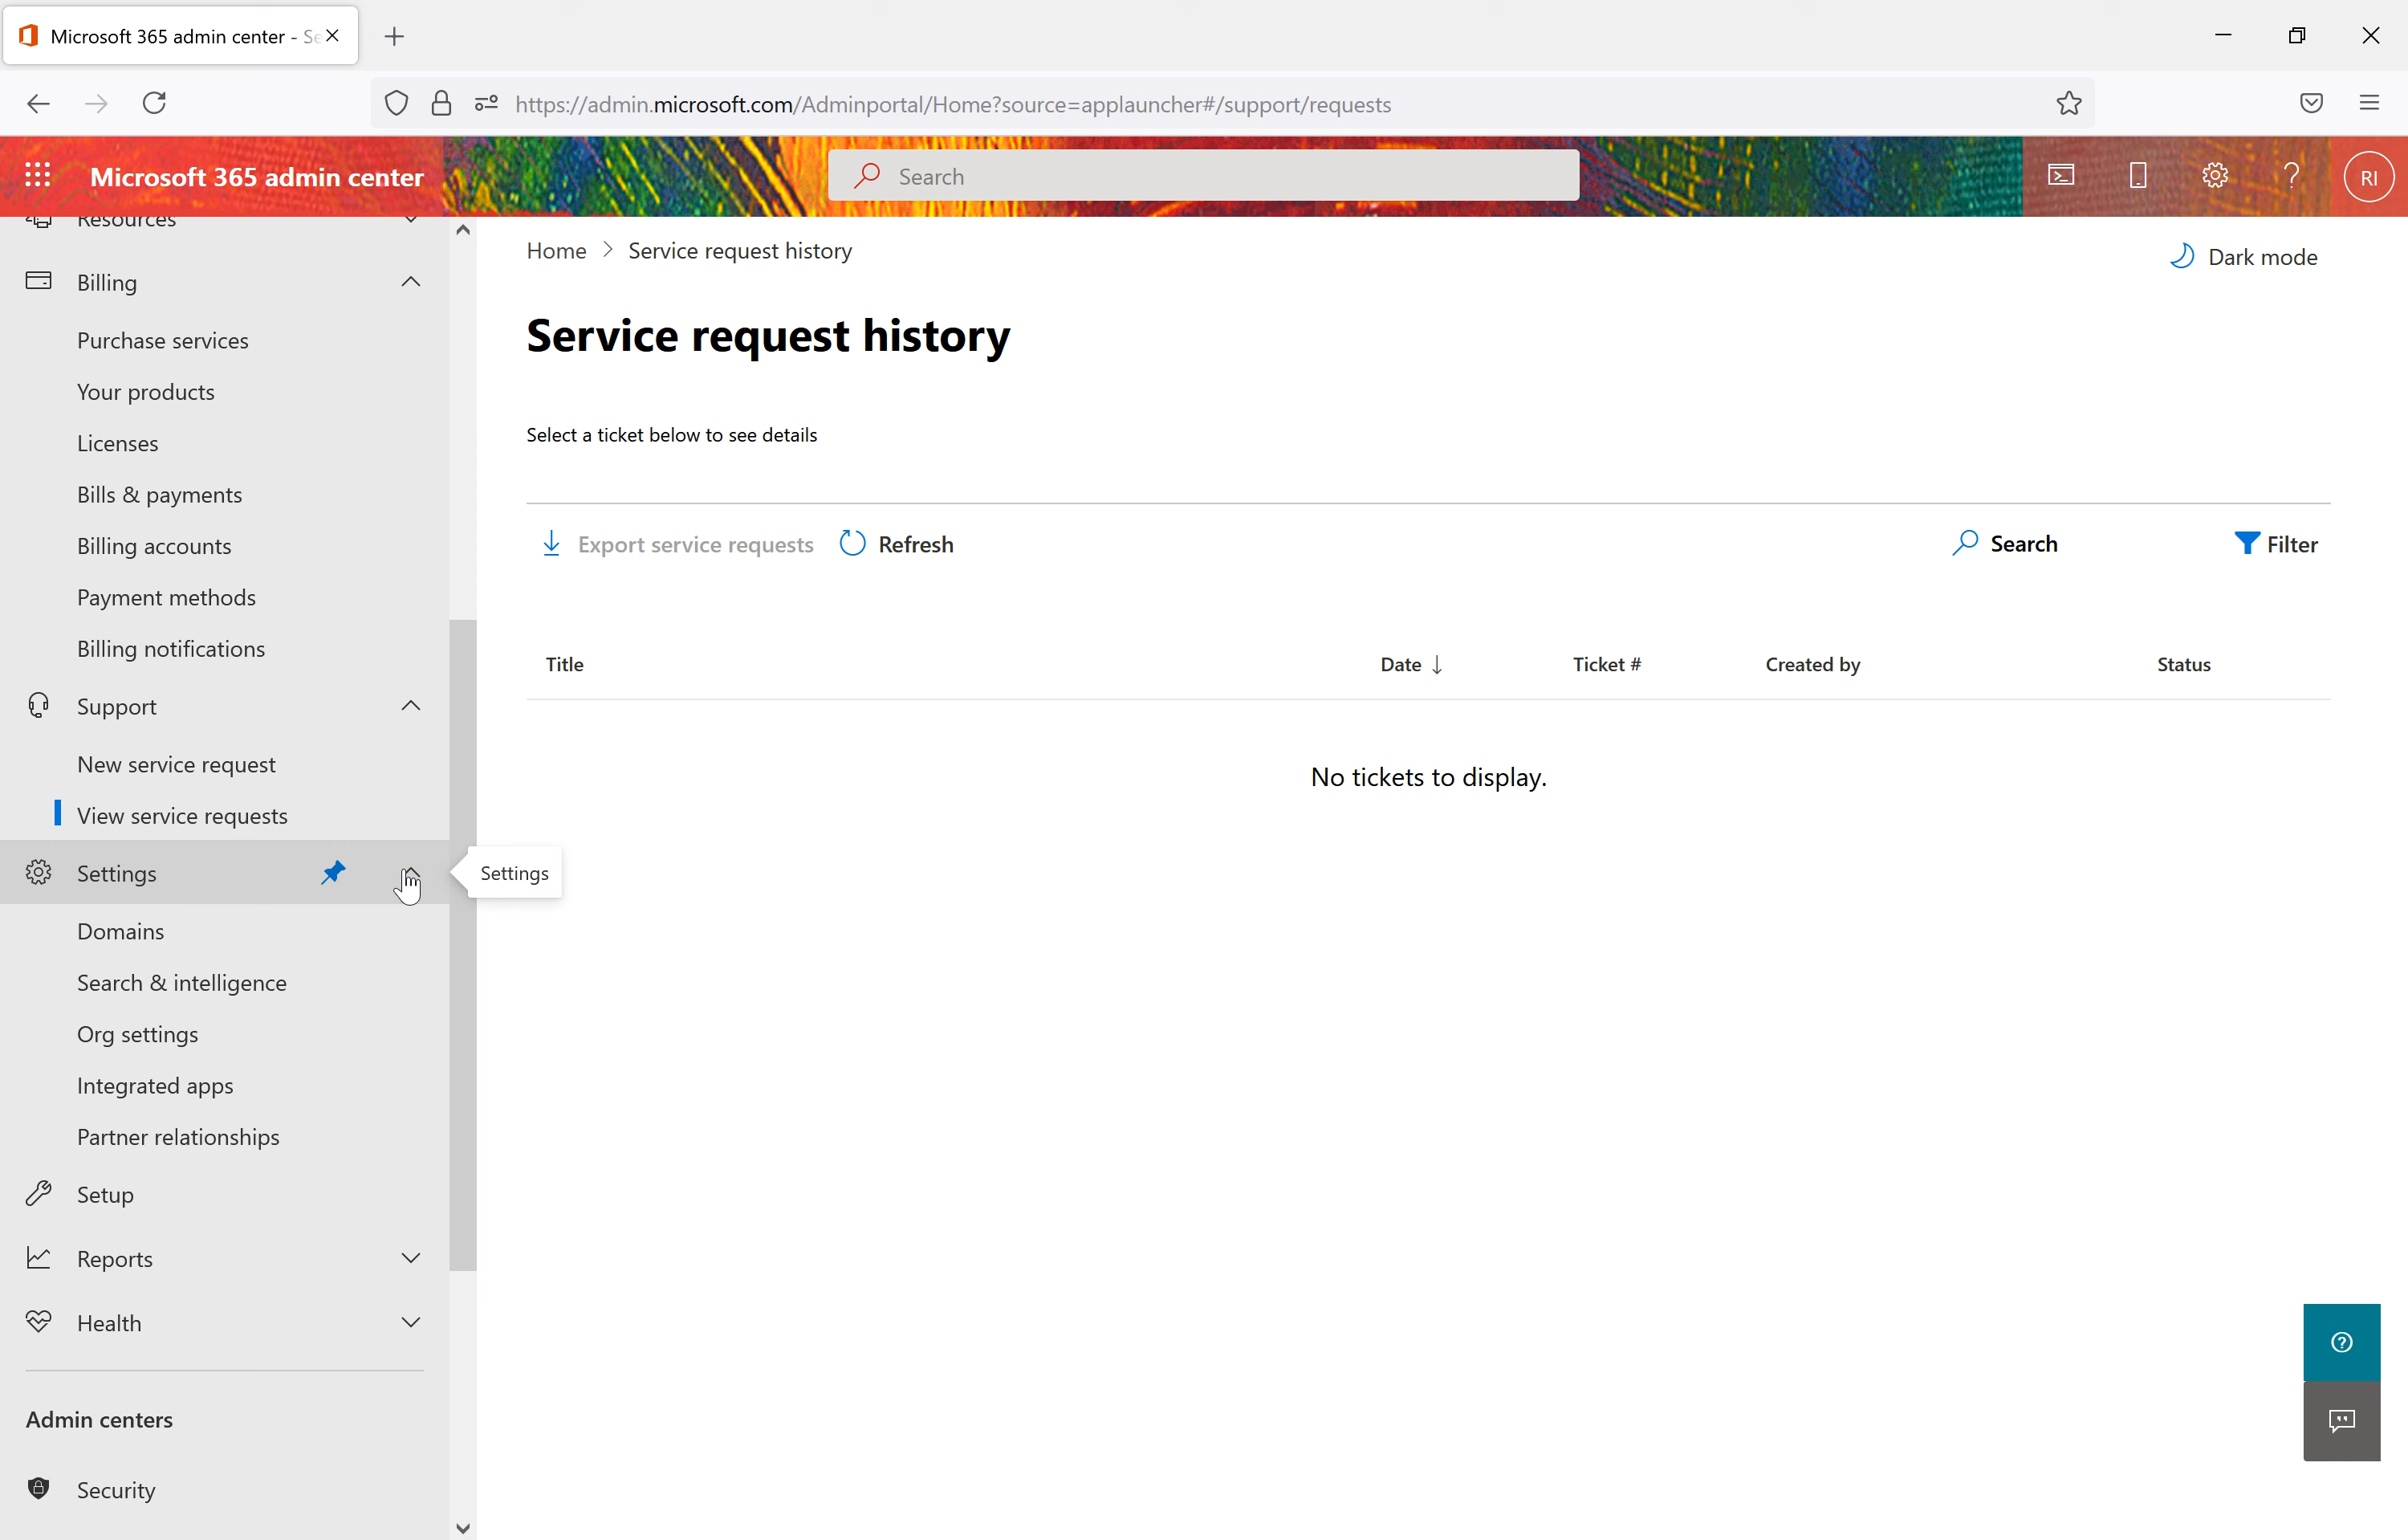 Microsoft 365 admin center - Se
https://admin.microsoft.com/Adminportal/Home?source=applauncher#/support/requests
Microsoft 365 admin center
Search
RI
Resources
Billing
Purchase services
Your products
Licenses
Bills & payments
Billing accounts
Payment methods
Billing notifications
Support
New service request
View service requests
Settings
Settings
Domains
Search & intelligence
Org settings
Integrated apps
Partner relationships
Setup
Reports
Health
Admin centers
Security
Home > Service request history
Dark mode
Service request history
Select a ticket below to see details
Export service requests Refresh Search Filter
Title Date ↓ Ticket # Created by Status
No tickets to display.